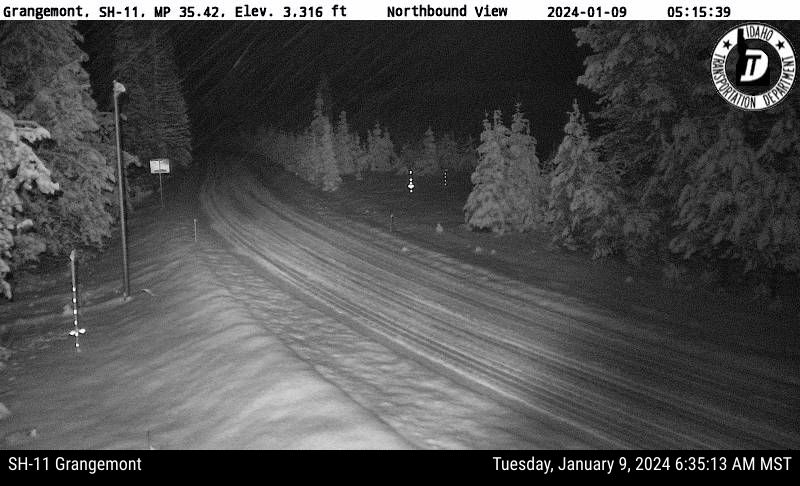 Grangemont, SH-11, MP 35.42, Elev. 3,316 ft Northbound View 2024-01-09 05:15:39
IDAHO
TRANSPORTATION DEPARTMENT
SH-11 Grangemont Tuesday, January 9, 2024 6:35:13 AM MST